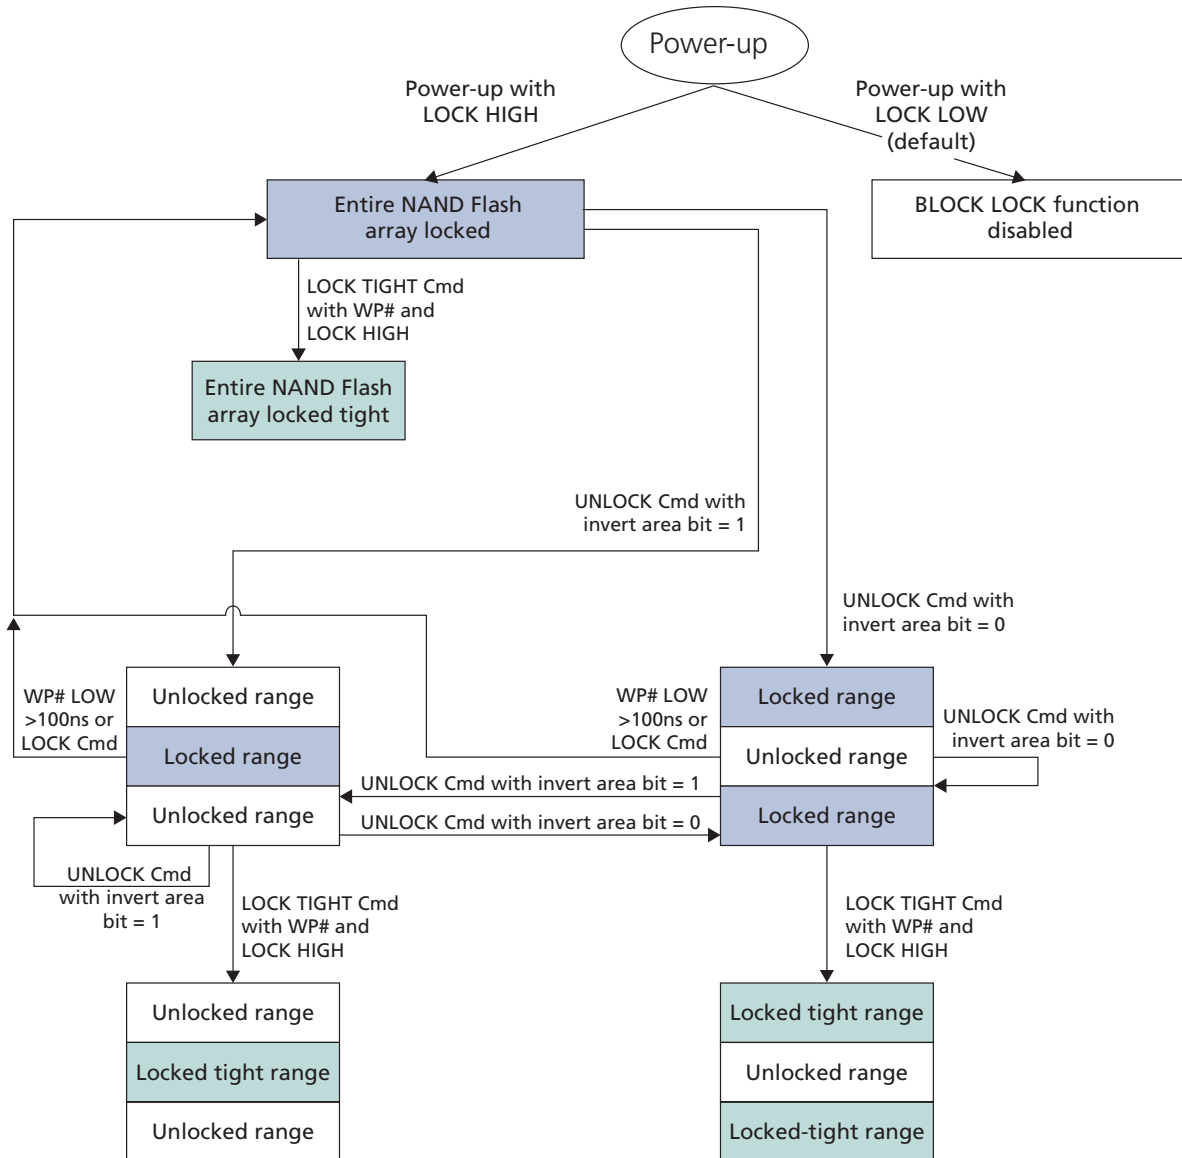 Power-up
Power-up with
LOCK HIGH
Power-up with
LOCK LOW
(default)
Entire NAND Flash
array locked
BLOCK LOCK function
disabled
LOCK TIGHT Cmd
with WP# and
LOCK HIGH
Entire NAND Flash
array locked tight
UNLOCK Cmd with
invert area bit = 1
UNLOCK Cmd with
invert area bit = 0
WP# LOW
>100ns or
LOCK Cmd
Unlocked range
Locked range
Unlocked range
WP# LOW
>100ns or
LOCK Cmd
Locked range
Unlocked range
Locked range
UNLOCK Cmd with
invert area bit = 0
UNLOCK Cmd with invert area bit = 1
UNLOCK Cmd with invert area bit = 0
UNLOCK Cmd
with invert area
bit = 1
LOCK TIGHT Cmd
with WP# and
LOCK HIGH
LOCK TIGHT Cmd
with WP# and
LOCK HIGH
Unlocked range
Locked tight range
Unlocked range
Locked tight range
Unlocked range
Locked-tight range